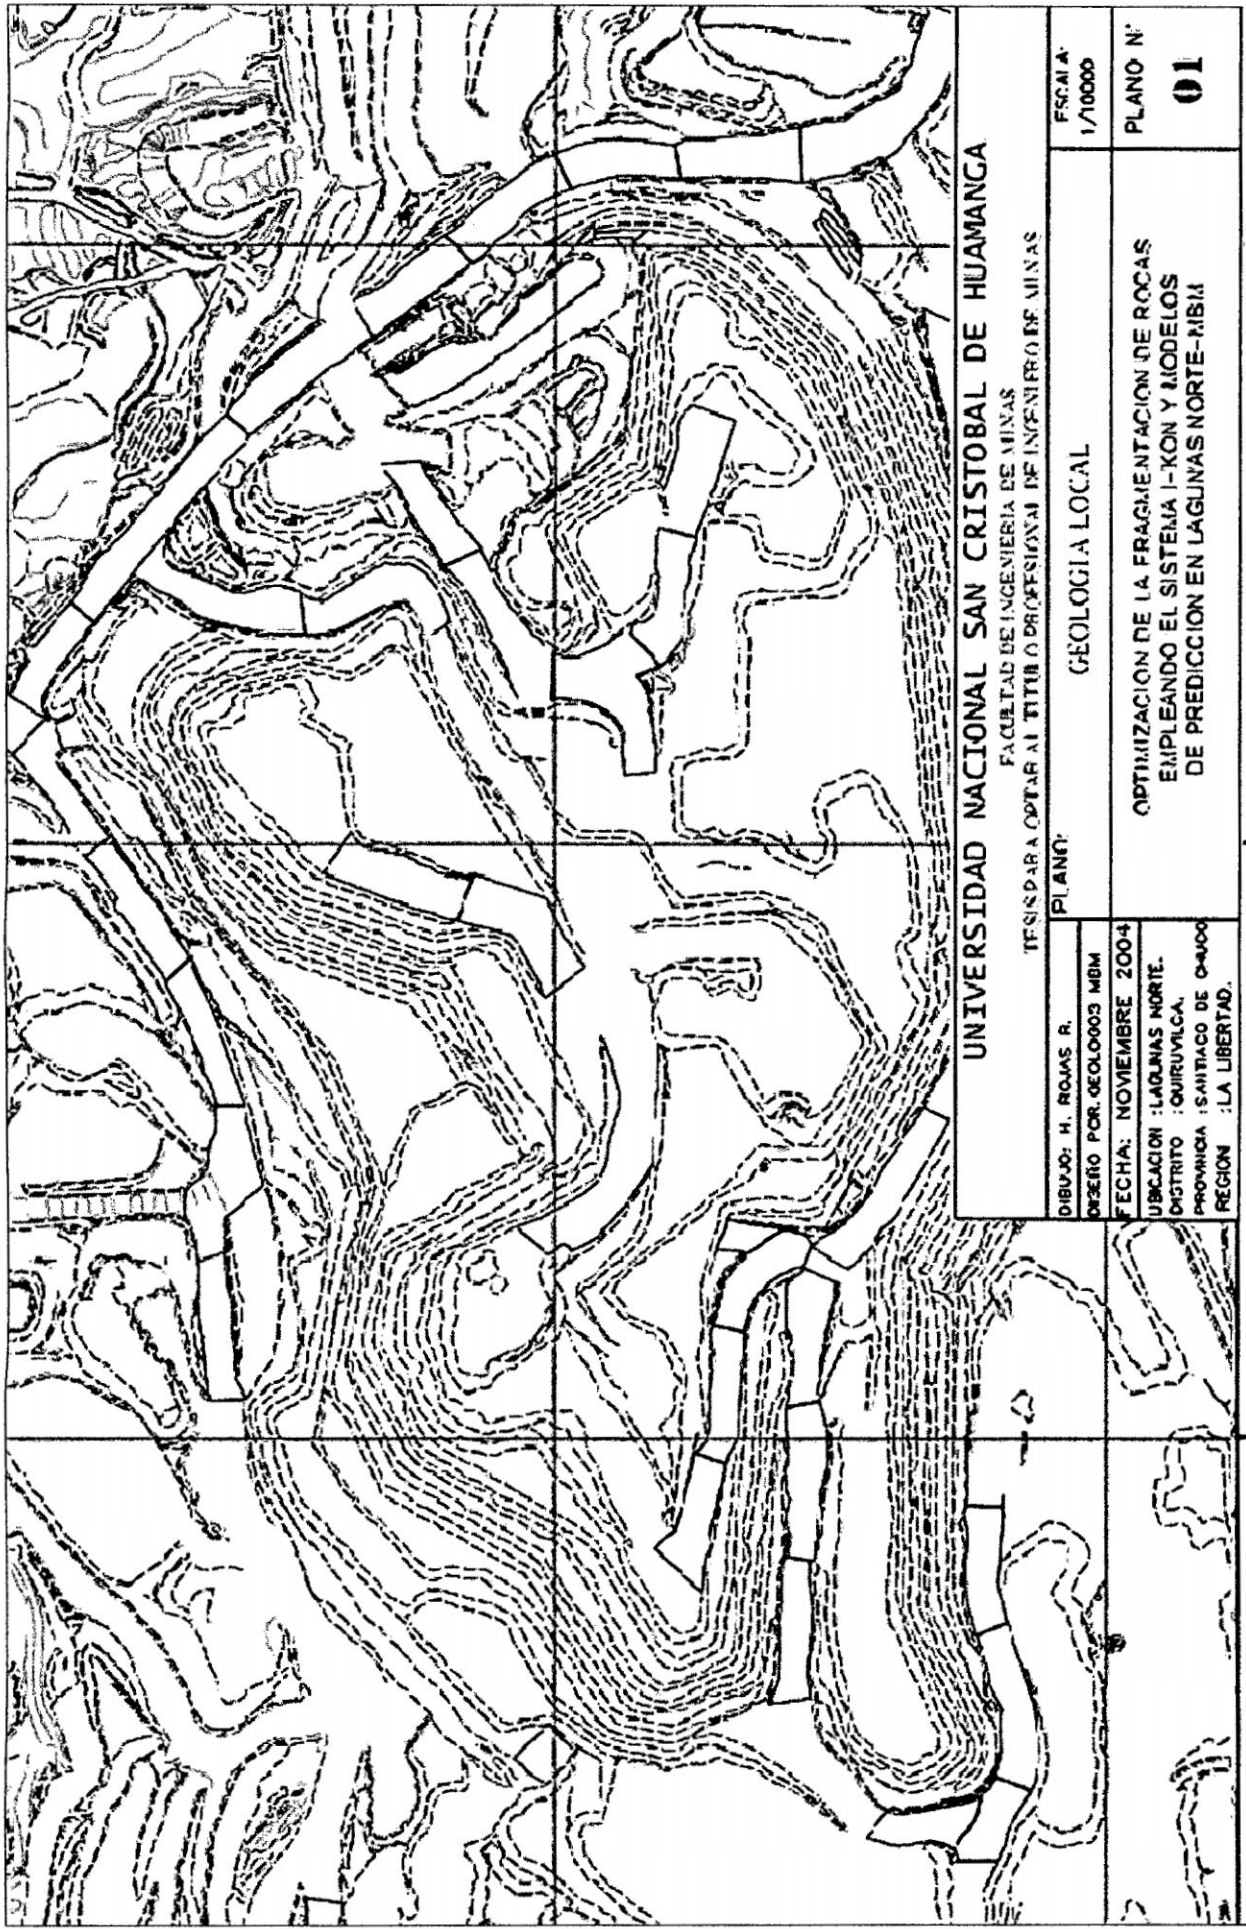 UNIVERSIDAD NACIONAL SAN CRISTOBAL DE HUAMANGA
FACULTAD DE INGENIERIA DE MINAS
TESIS PARA OPTAR AL TITULO PROFESIONAL DE INGENIERO DE MINAS
DIBUJO: H. ROJAS R.
DISEÑO POR: GEOLOGOS MBM
FECHA: NOVIEMBRE 2004
UBICACION : LAGUNAS NORTE.
DISTRITO : QUIRUVILCA.
PROVINCIA : SANTIAGO DE CHUCO
REGION : LA LIBERTAD.
PLANO:
GEOLOGIA LOCAL
OPTIMIZACION DE LA FRAGMENTACION DE ROCAS
EMPLEANDO EL SISTEMA I-KON Y MODELOS
DE PREDICCION EN LAGUNAS NORTE-MBM
ESCALA:
1/10000
PLANO N:
01